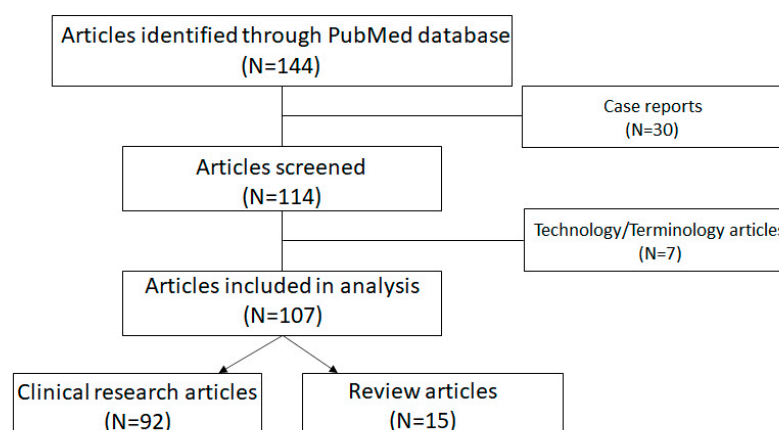 Articles identified through PubMed database
(N=144)
Case reports
(N=30)
Articles screened
(N=114)
Technology/Terminology articles
(N=7)
Articles included in analysis
(N=107)
Clinical research articles
(N=92)
Review articles
(N=15)